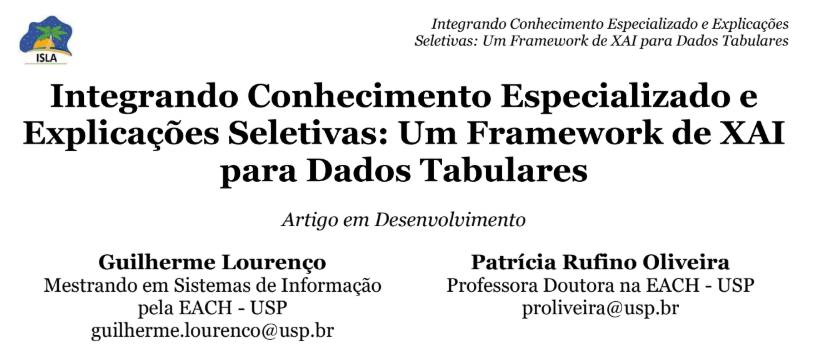 ISLA
Integrando Conhecimento Especializado e Explicações
Seletivas: Um Framework de XAI para Dados Tabulares
Integrando Conhecimento Especializado e
Explicações Seletivas: Um Framework de XAI
para Dados Tabulares
Artigo em Desenvolvimento
Guilherme Lourenço
Mestrando em Sistemas de Informação
pela EACH - USP
guilherme.lourenco@usp.br
Patrícia Rufino Oliveira
Professora Doutora na EACH - USP
proliveira@usp.br